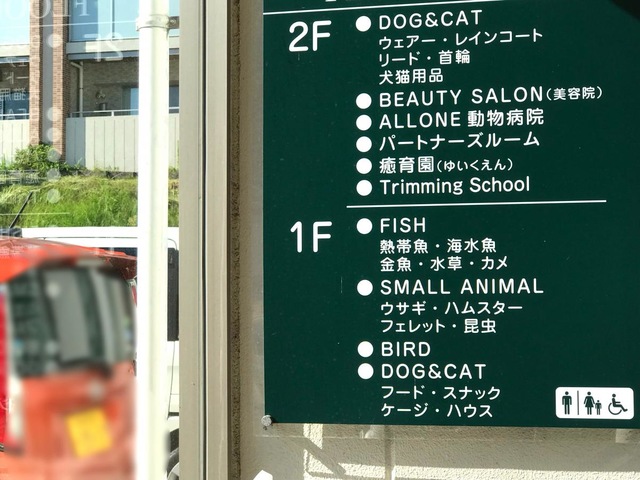 2F
DOG&CAT
ウェアー・レインコート
リード・首輪
犬猫用品
BEAUTY SALON(美容院)
ALLONE 動物病院
パートナーズルーム
癒育園(ゆいくえん)
Trimming School
1F
FISH
熱帯魚・海水魚
金魚・水草・カメ
SMALL ANIMAL
ウサギ・ハムスター
フェレット・昆虫
BIRD
DOG&CAT
フード・スナック
ケージ・ハウス